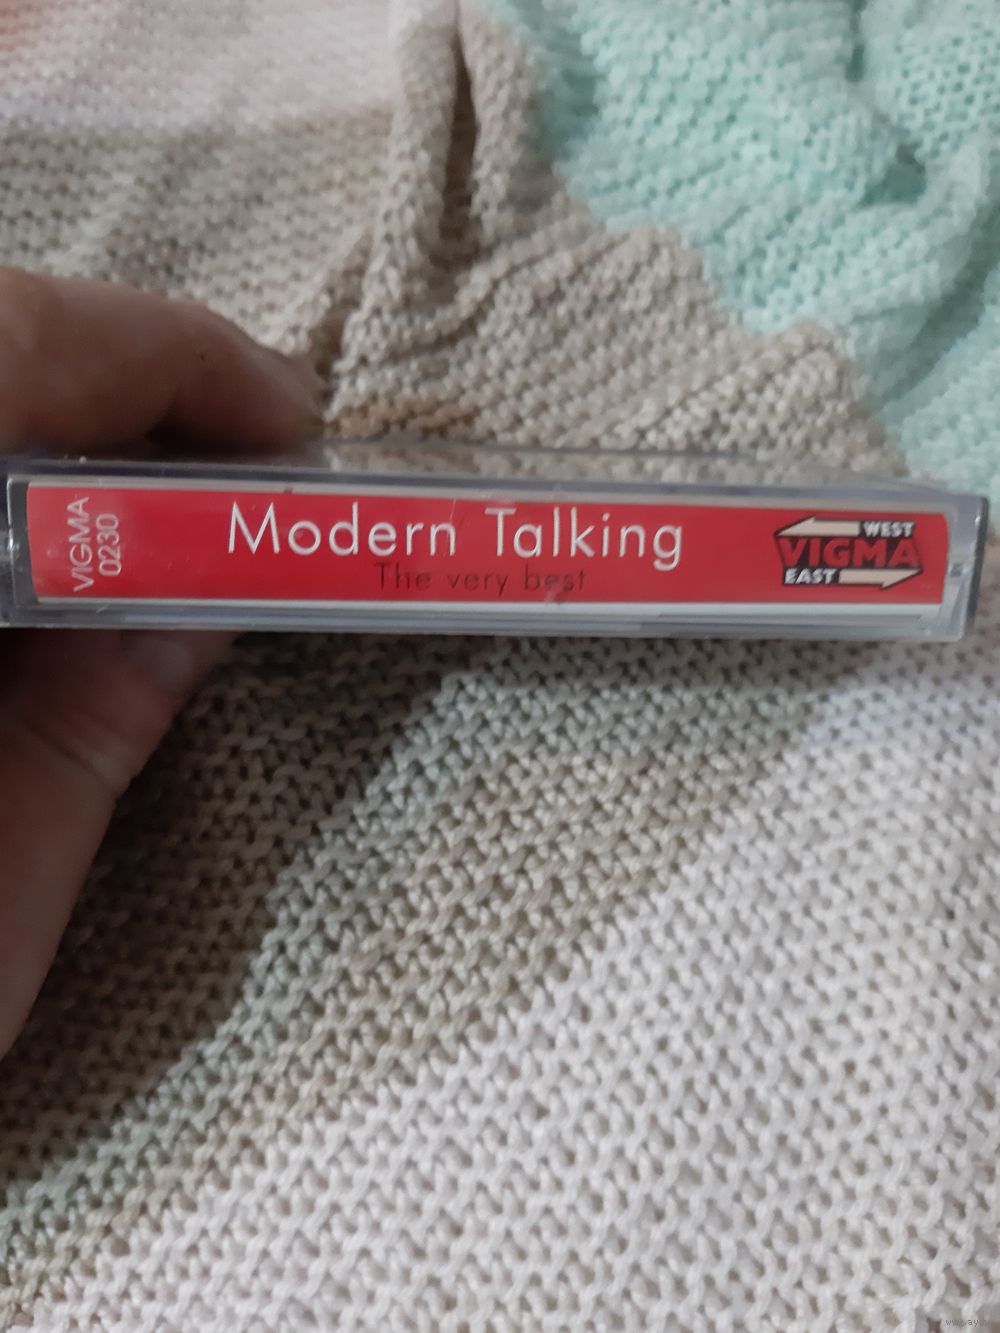 VIGMA
0230
Modern Talking
The very best
WEST
VIGMA
EAST